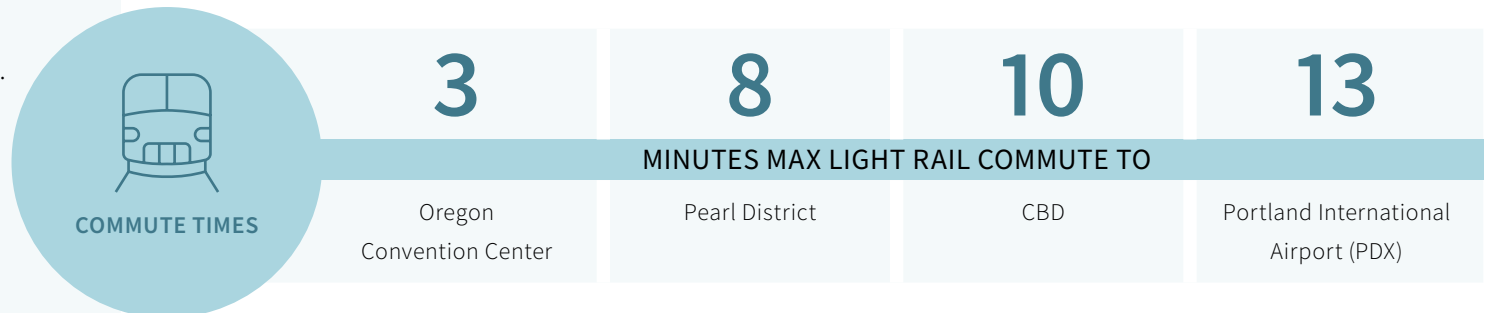 .
COMMUTE TIMES
3
8
10
13
MINUTES MAX LIGHT RAIL COMMUTE TO
Oregon
Convention Center
Pearl District
CBD
Portland International
Airport (PDX)